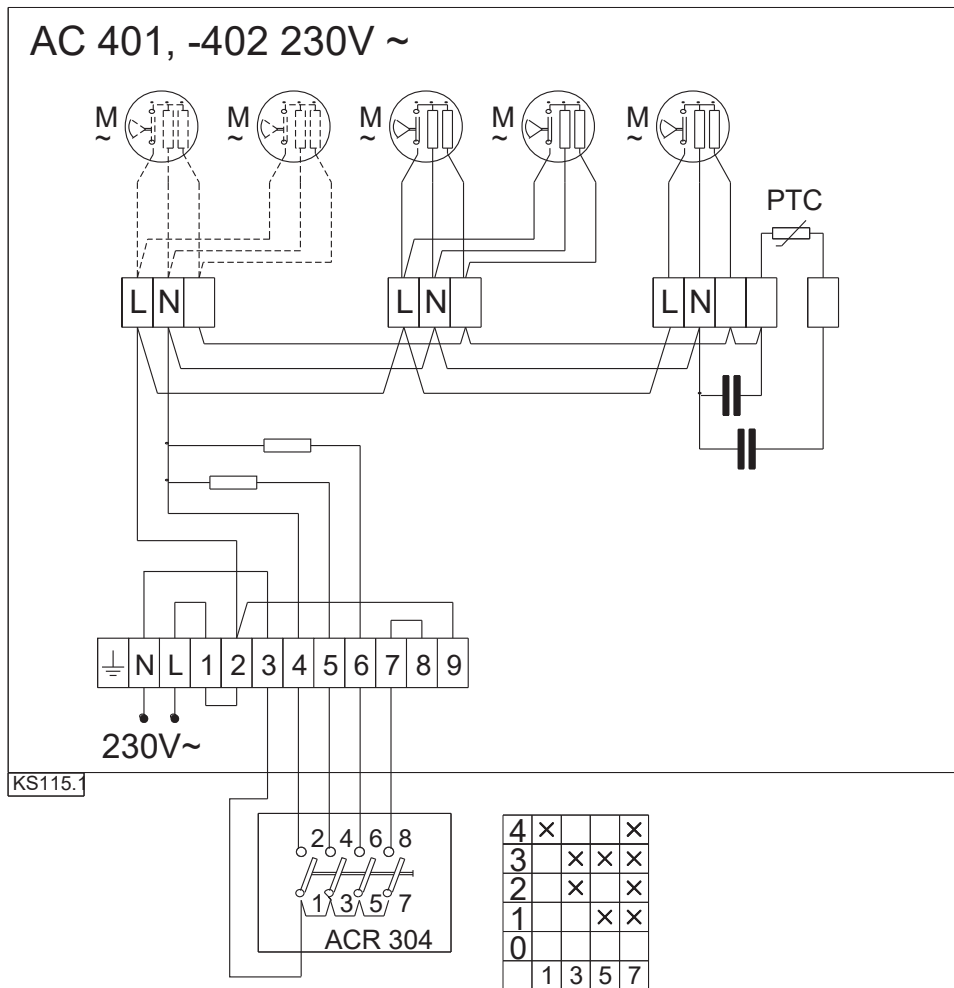 AC 401, -402 230V ~
M ~ M ~ M ~ M ~ M ~
PTC
L N L N L N
N L 1 2 3 4 5 6 7 8 9
230V~
KS115.1
2 4 6 8
1 3 5 7
ACR 304
4 × ×
3 × × ×
2 × ×
1 × ×
0
1 3 5 7